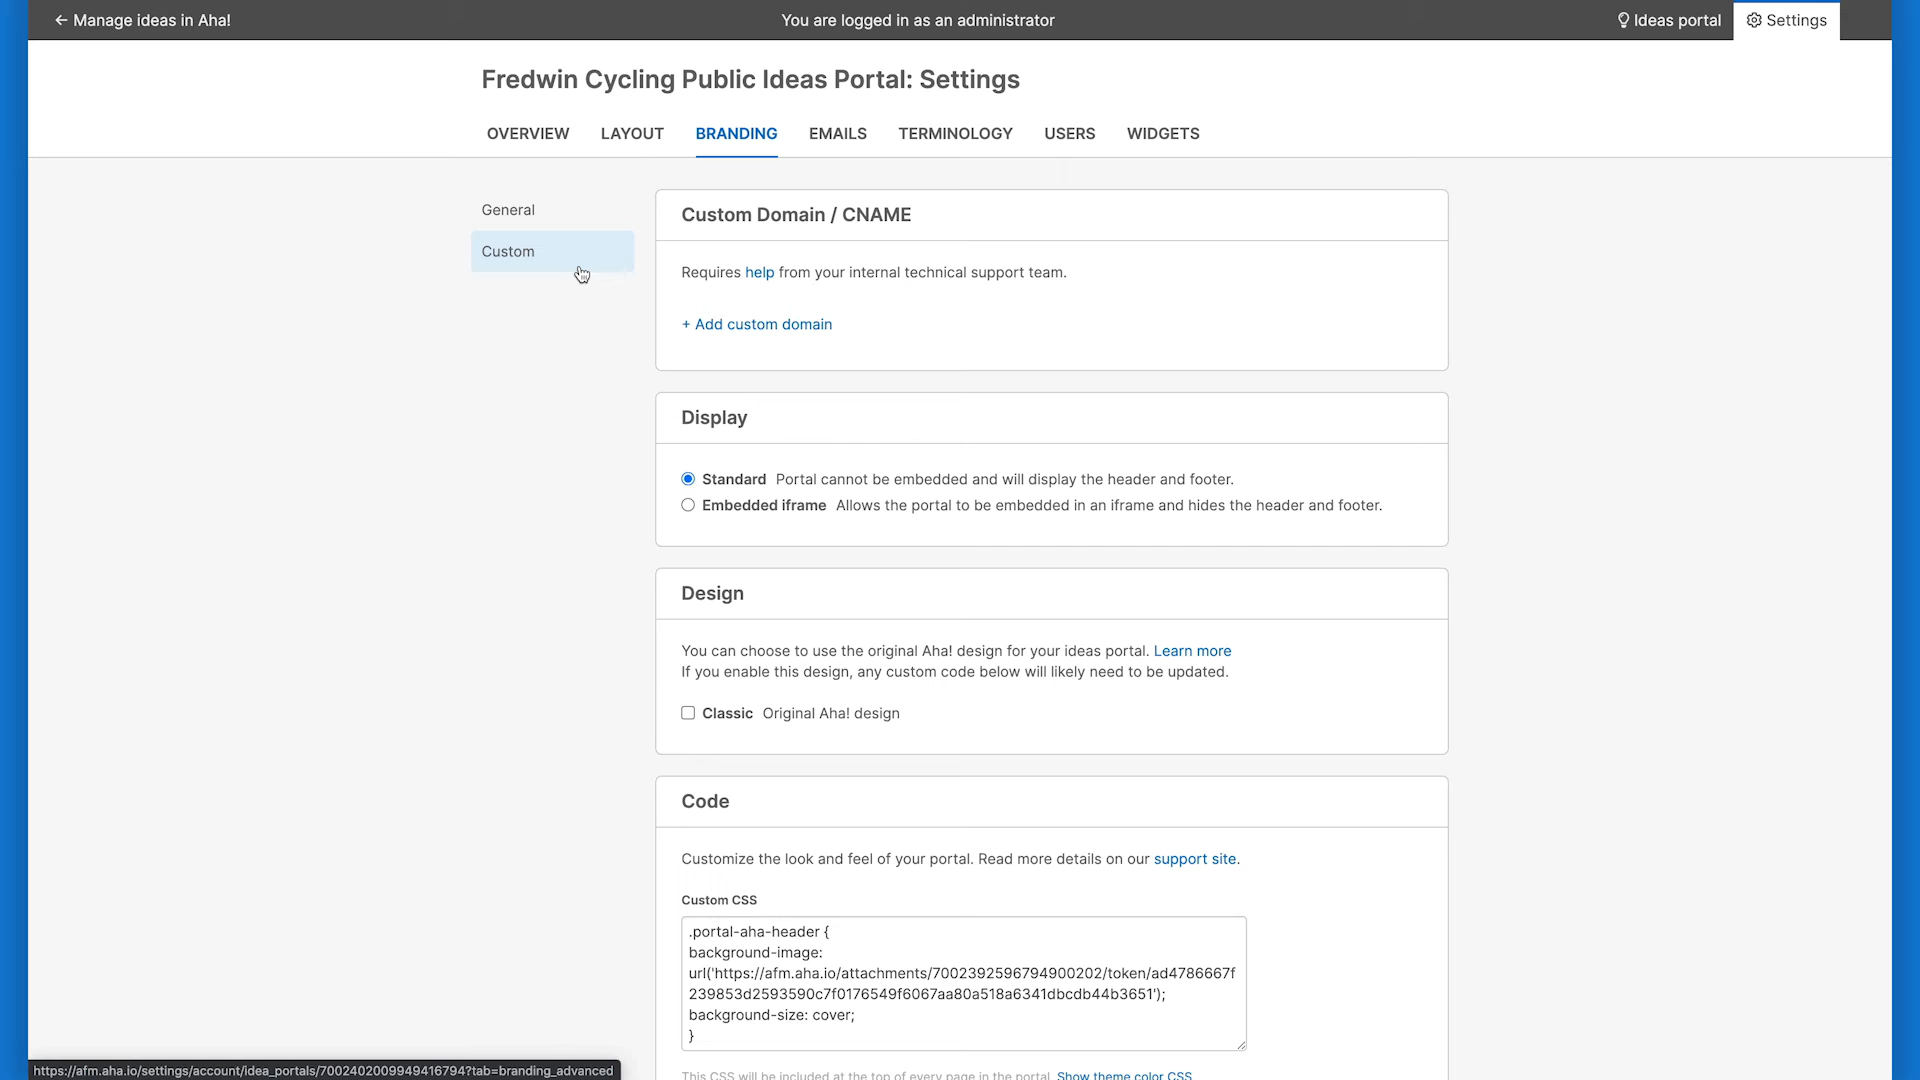 ← Manage ideas in Aha!
You are logged in as an administrator
Ideas portal
Settings
Fredwin Cycling Public Ideas Portal: Settings
OVERVIEW LAYOUT BRANDING EMAILS TERMINOLOGY USERS WIDGETS
General
Custom
Custom Domain / CNAME
Requires help from your internal technical support team.
+ Add custom domain
Display
Standard Portal cannot be embedded and will display the header and footer.
Embedded iframe Allows the portal to be embedded in an iframe and hides the header and footer.
Design
You can choose to use the original Aha! design for your ideas portal. Learn more
If you enable this design, any custom code below will likely need to be updated.
Classic Original Aha! design
Code
Customize the look and feel of your portal. Read more details on our support site.
Custom CSS
.portal-aha-header {
background-image:
url('https://afm.aha.io/attachments/7002392596794900202/token/ad4786667f
239853d2593590c7f0176549f6067aa80a518a6341dbcdb44b3651');
background-size: cover;
}
This CSS will be included at the top of every page in the portal. Show theme color CSS
https://afm.aha.io/settings/account/idea_portals/7002402009949416794?tab=branding_advanced